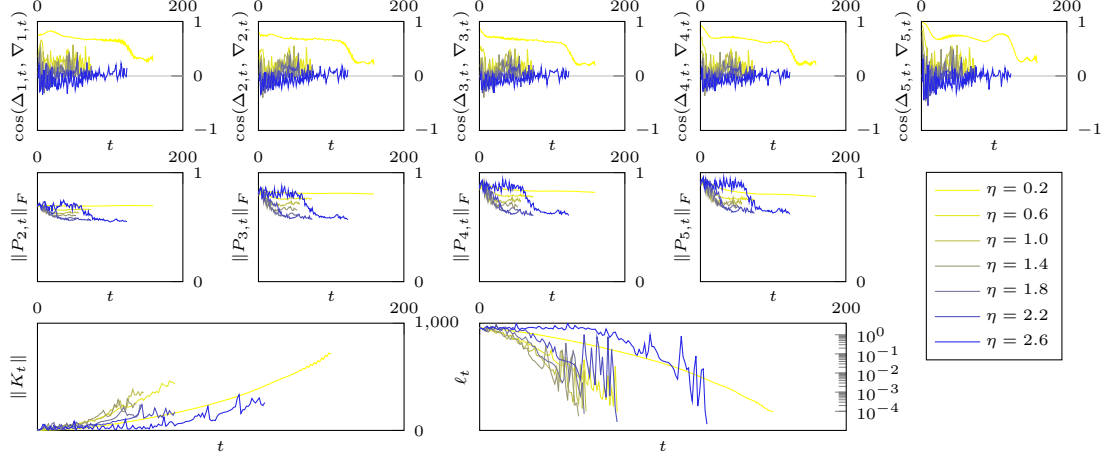 0 200 0 200 0 200 0 200 0 200
1 1 1 1 1
cos(Δ₁,ₜ, ∇₁,ₜ) cos(Δ₂,ₜ, ∇₂,ₜ) cos(Δ₃,ₜ, ∇₃,ₜ) cos(Δ₄,ₜ, ∇₄,ₜ) cos(Δ₅,ₜ, ∇₅,ₜ)
0 0 0 0 0
−1 −1 −1 −1 −1
t t t t t
0 200 0 200 0 200 0 200
1 1 1 1
‖P₂,ₜ‖F ‖P₃,ₜ‖F ‖P₄,ₜ‖F ‖P₅,ₜ‖F
0 0 0 0
t t t t
η = 0.2
η = 0.6
η = 1.0
η = 1.4
η = 1.8
η = 2.2
η = 2.6
0 200 0 200
1,000
‖Kₜ‖
0
t
ℓₜ
10⁰
10⁻¹
10⁻²
10⁻³
10⁻⁴
t